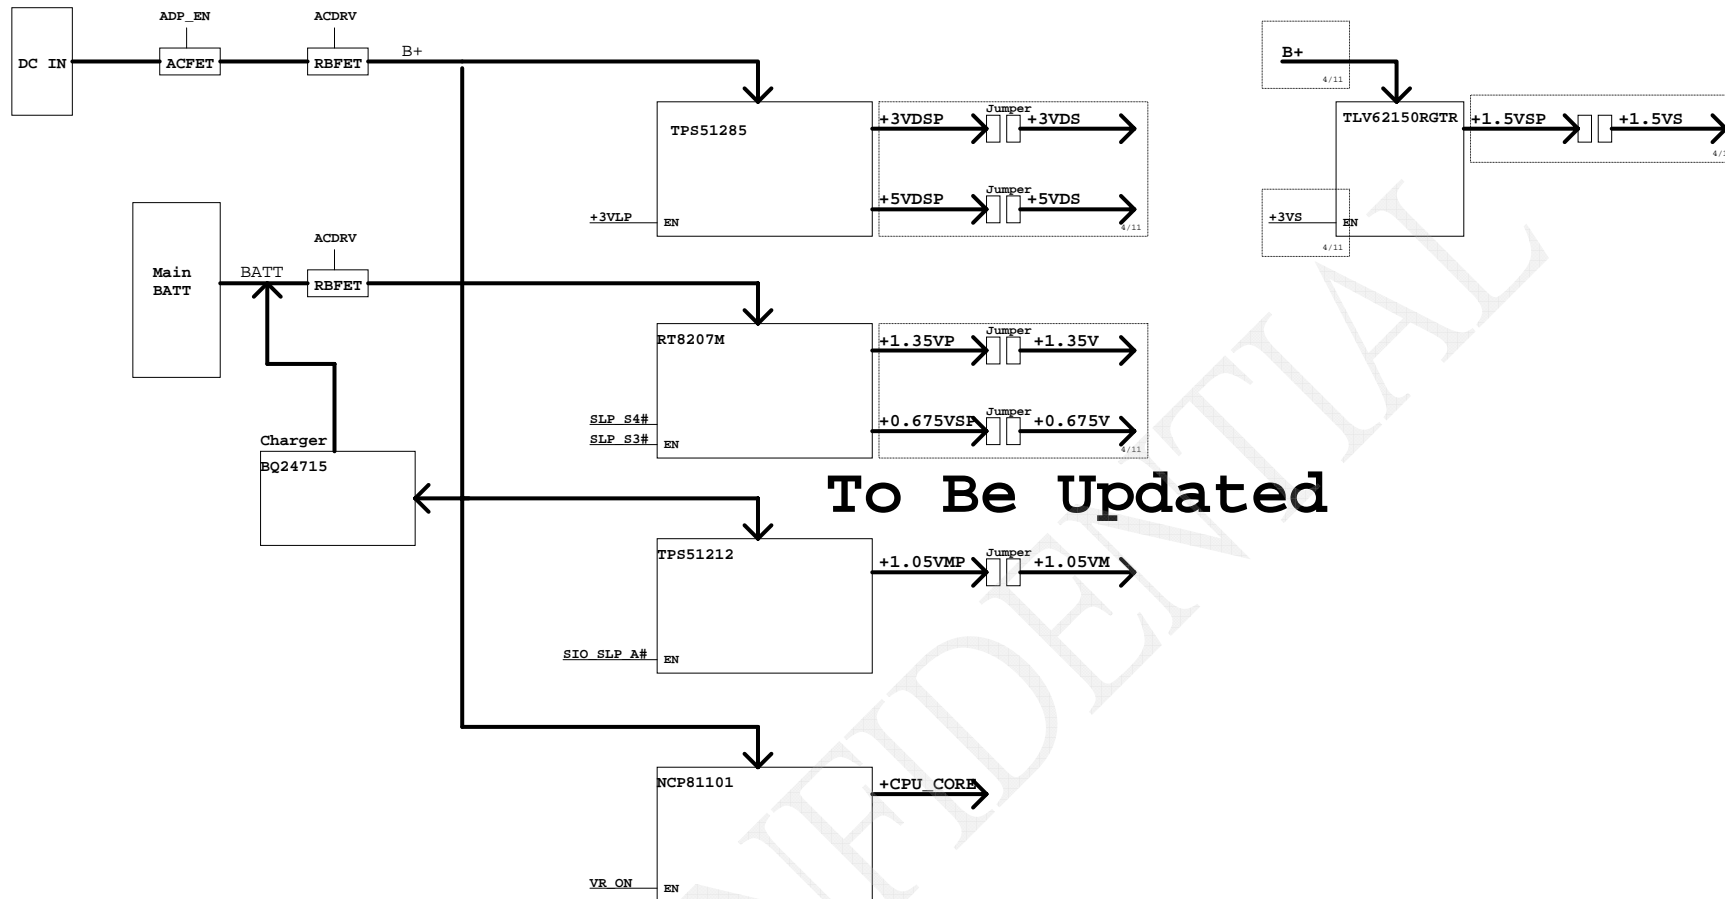 ADP_EN
ACDRV
DC IN
ACFET
RBFET
B+
TPS51285
Jumper
+3VDSP
+3VDS
Jumper
+5VDSP
+5VDS
+3VLP
EN
4/11
B+
4/11
TLV62150RGTR
+1.5VSP
+1.5VS
+3VS
EN
4/11
Main
BATT
BATT
ACDRV
RBFET
RT8207M
Jumper
+1.35VP
+1.35V
SLP_S4#
SLP_S3#
EN
Jumper
+0.675VSP
+0.675V
4/11
Charger
BQ24715
To Be Updated
TPS51212
Jumper
+1.05VMP
+1.05VM
SIO_SLP_A#
EN
NCP81101
+CPU_CORE
VR_ON
EN